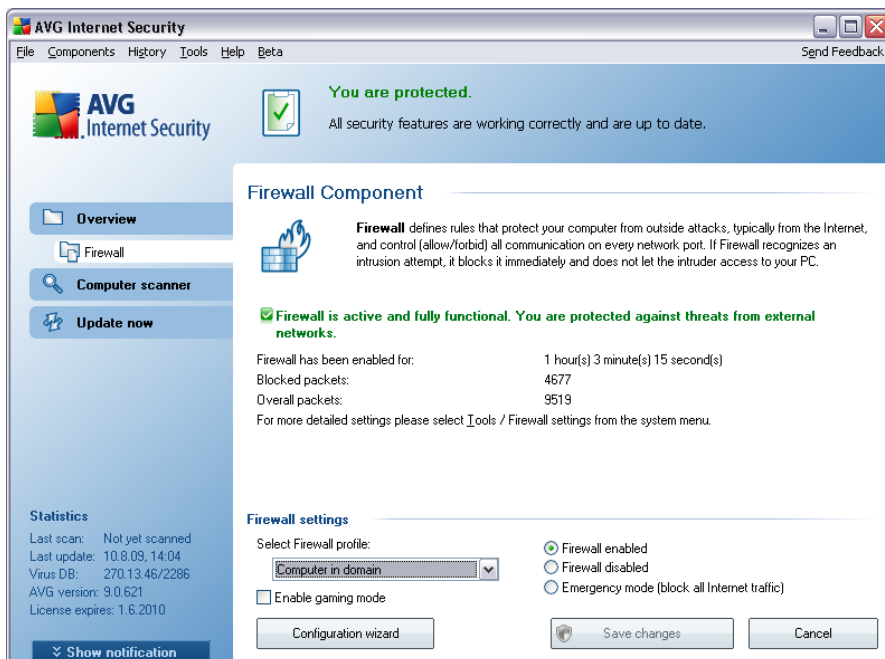 AVG Internet Security
File Components History Tools Help Beta
Send Feedback
AVG
Internet Security
You are protected.
All security features are working correctly and are up to date.
Overview
Firewall
Computer scanner
Update now
Firewall Component
Firewall defines rules that protect your computer from outside attacks, typically from the Internet,
and control (allow/forbid) all communication on every network port. If Firewall recognizes an
intrusion attempt, it blocks it immediately and does not let the intruder access to your PC.
Firewall is active and fully functional. You are protected against threats from external
networks.
Firewall has been enabled for: 1 hour(s) 3 minute(s) 15 second(s)
Blocked packets: 4677
Overall packets: 9519
For more detailed settings please select Tools / Firewall settings from the system menu.
Statistics
Last scan: Not yet scanned
Last update: 10.8.09, 14:04
Virus DB: 270.13.46/2286
AVG version: 9.0.621
License expires: 1.6.2010
Show notification
Firewall settings
Select Firewall profile:
Computer in domain
Enable gaming mode
Firewall enabled
Firewall disabled
Emergency mode (block all Internet traffic)
Configuration wizard
Save changes
Cancel